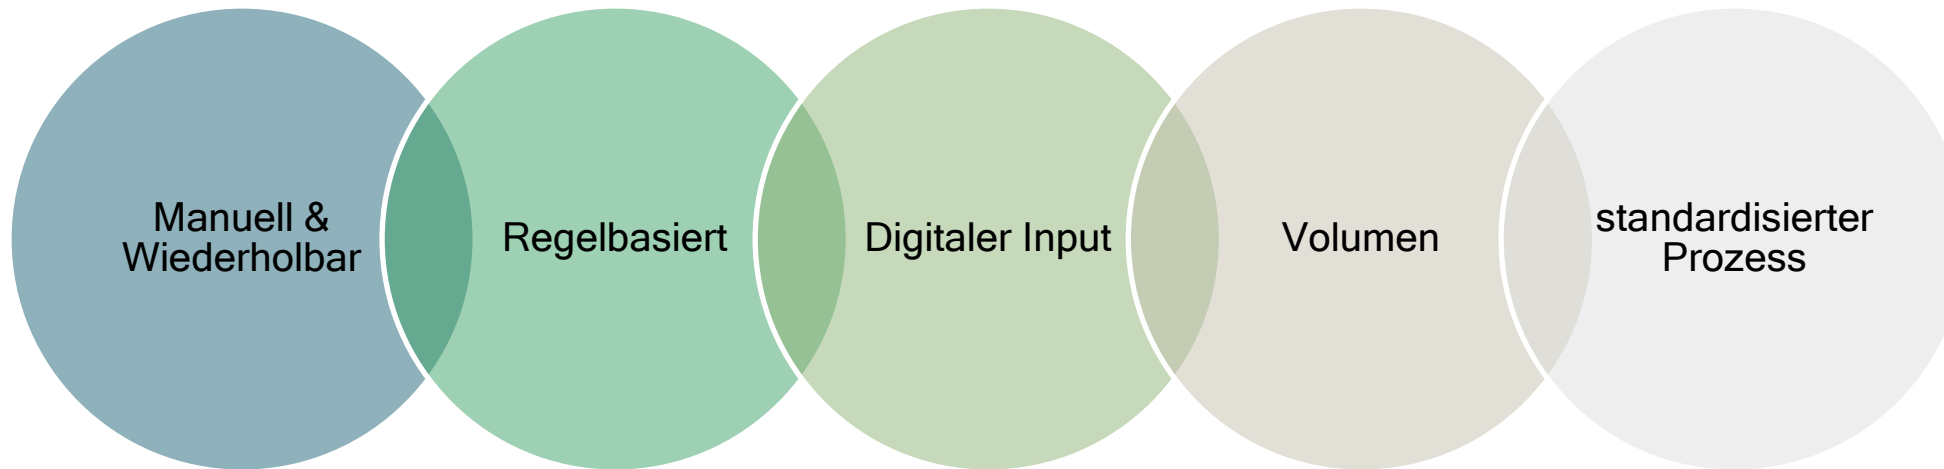 Manuell &
Wiederholbar
Regelbasiert
Digitaler Input
Volumen
standardisierter
Prozess